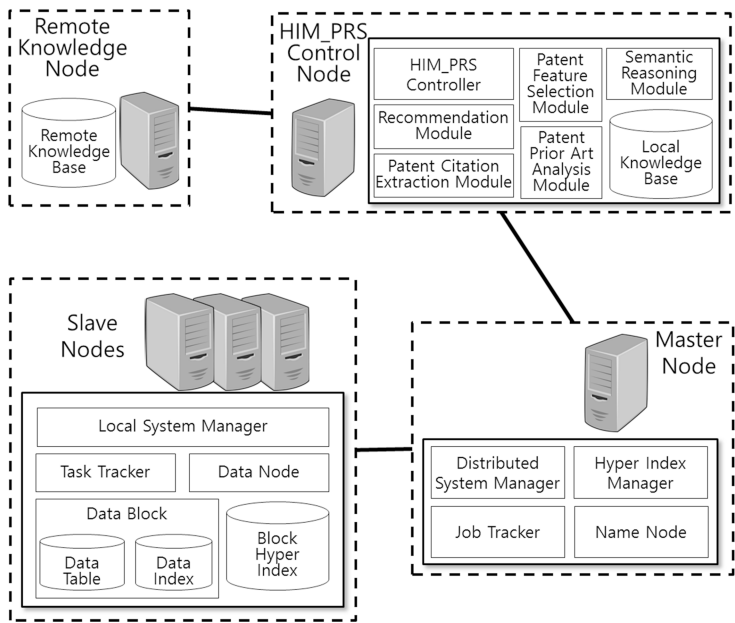 Remote
Knowledge
Node
Remote
Knowledge
Base
HIM_PRS
Control
Node
HIM_PRS
Controller
Recommendation
Module
Patent Citation
Extraction Module
Patent
Feature
Selection
Module
Patent
Prior Art
Analysis
Module
Semantic
Reasoning
Module
Local
Knowledge
Base
Slave
Nodes
Local System Manager
Task Tracker
Data Node
Data Block
Data
Table
Data
Index
Block
Hyper
Index
Master
Node
Distributed
System Manager
Hyper Index
Manager
Job Tracker
Name Node